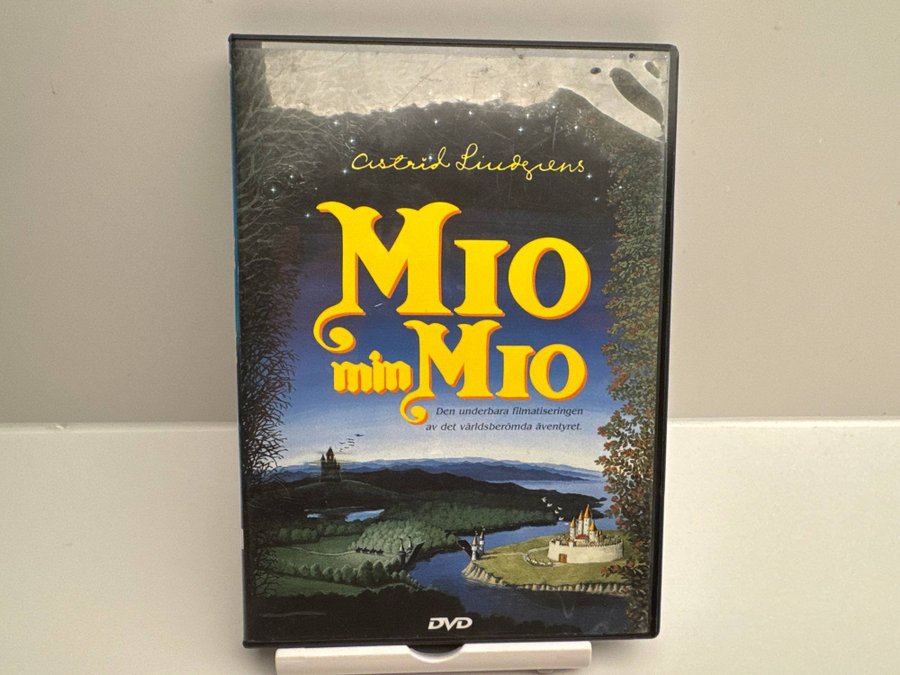 Astrid Lindgrens
MIO
min MIO
Den underbara filmatiseringen
av det världsberömda äventyret.
DVD